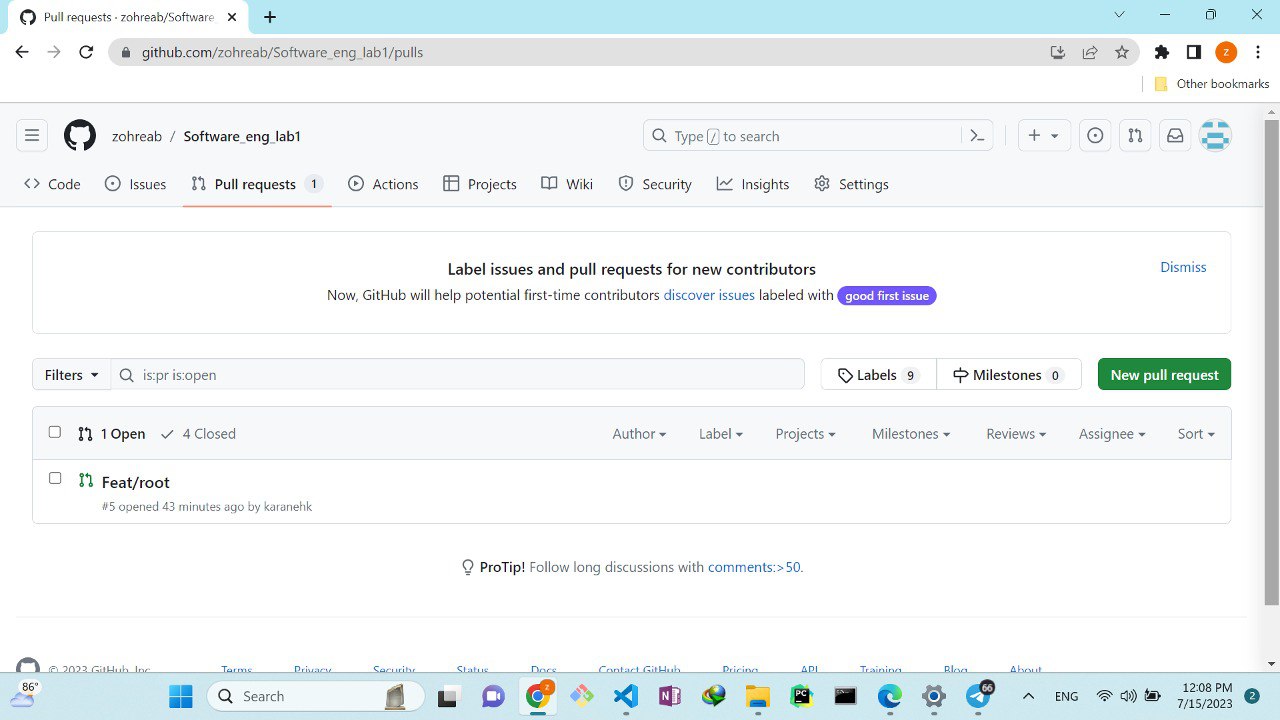 Pull requests · zohreab/Software
github.com/zohreab/Software_eng_lab1/pulls
Z
Other bookmarks
zohreab / Software_eng_lab1
Type / to search
Code
Issues
Pull requests 1
Actions
Projects
Wiki
Security
Insights
Settings
Label issues and pull requests for new contributors
Dismiss
Now, GitHub will help potential first-time contributors discover issues labeled with good first issue
Filters
is:pr is:open
Labels 9
Milestones 0
New pull request
1 Open
4 Closed
Author
Label
Projects
Milestones
Reviews
Assignee
Sort
Feat/root
#5 opened 43 minutes ago by karanehk
ProTip! Follow long discussions with comments:>50.
© 2023 GitHub, Inc.
Terms
Privacy
Security
Status
Docs
Contact GitHub
Pricing
API
Training
Blog
About
86°
Search
2
PC
66
ENG
12:08 PM
7/15/2023
2